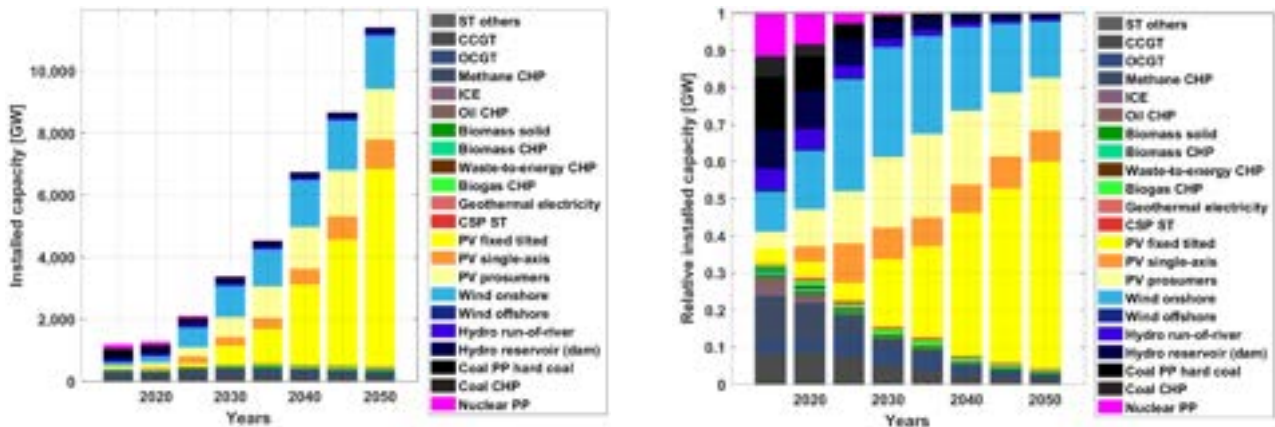 Installed capacity [GW]
10,000
8,000
6,000
4,000
2,000
0
2020
2030
2040
2050
Years
ST others
CCGT
OCGT
Methane CHP
ICE
Oil CHP
Biomass solid
Biomass CHP
Waste-to-energy CHP
Biogas CHP
Geothermal electricity
CSP ST
PV fixed tilted
PV single-axis
PV prosumers
Wind onshore
Wind offshore
Hydro run-of-river
Hydro reservoir (dam)
Coal PP hard coal
Coal CHP
Nuclear PP
Relative installed capacity [GW]
1
0.9
0.8
0.7
0.6
0.5
0.4
0.3
0.2
0.1
0
2020
2030
2040
2050
Years
ST others
CCGT
OCGT
Methane CHP
ICE
Oil CHP
Biomass solid
Biomass CHP
Waste-to-energy CHP
Biogas CHP
Geothermal electricity
CSP ST
PV fixed tilted
PV single-axis
PV prosumers
Wind onshore
Wind offshore
Hydro run-of-river
Hydro reservoir (dam)
Coal PP hard coal
Coal CHP
Nuclear PP